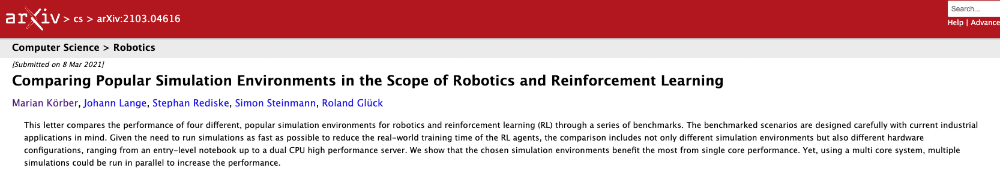 arXiv > cs > arXiv:2103.04616
Search...
Help | Advance
Computer Science > Robotics
[Submitted on 8 Mar 2021]
Comparing Popular Simulation Environments in the Scope of Robotics and Reinforcement Learning
Marian Körber, Johann Lange, Stephan Rediske, Simon Steinmann, Roland Glück
This letter compares the performance of four different, popular simulation environments for robotics and reinforcement learning (RL) through a series of benchmarks. The benchmarked scenarios are designed carefully with current industrial
applications in mind. Given the need to run simulations as fast as possible to reduce the real-world training time of the RL agents, the comparison includes not only different simulation environments but also different hardware
configurations, ranging from an entry-level notebook up to a dual CPU high performance server. We show that the chosen simulation environments benefit the most from single core performance. Yet, using a multi core system, multiple
simulations could be run in parallel to increase the performance.